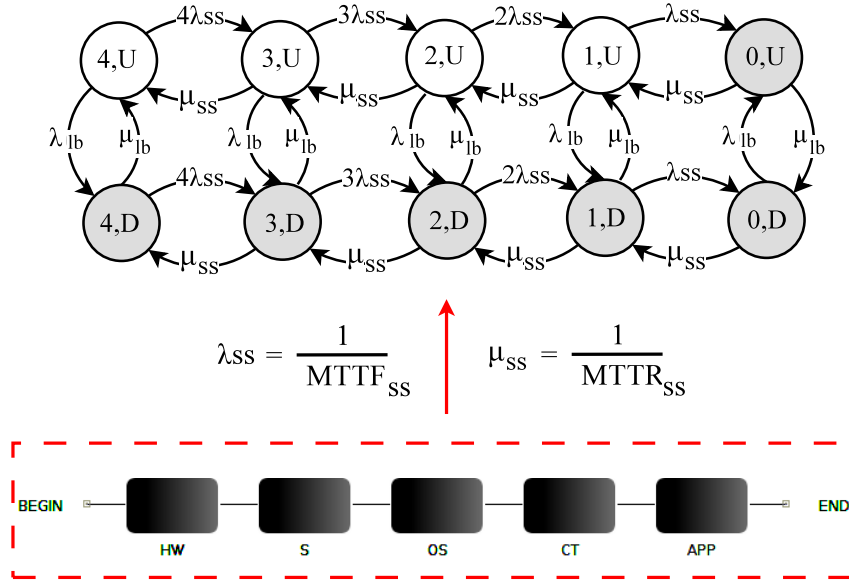 4λss 3λss 2λss λss
4,U 3,U 2,U 1,U 0,U
μss μss μss μss
λlb μlb λlb μlb λlb μlb λlb μlb λlb μlb
4λss 3λss 2λss λss
4,D 3,D 2,D 1,D 0,D
μss μss μss μss
λss = 1 / MTTFss μss = 1 / MTTRss
BEGIN END
HW S OS CT APP